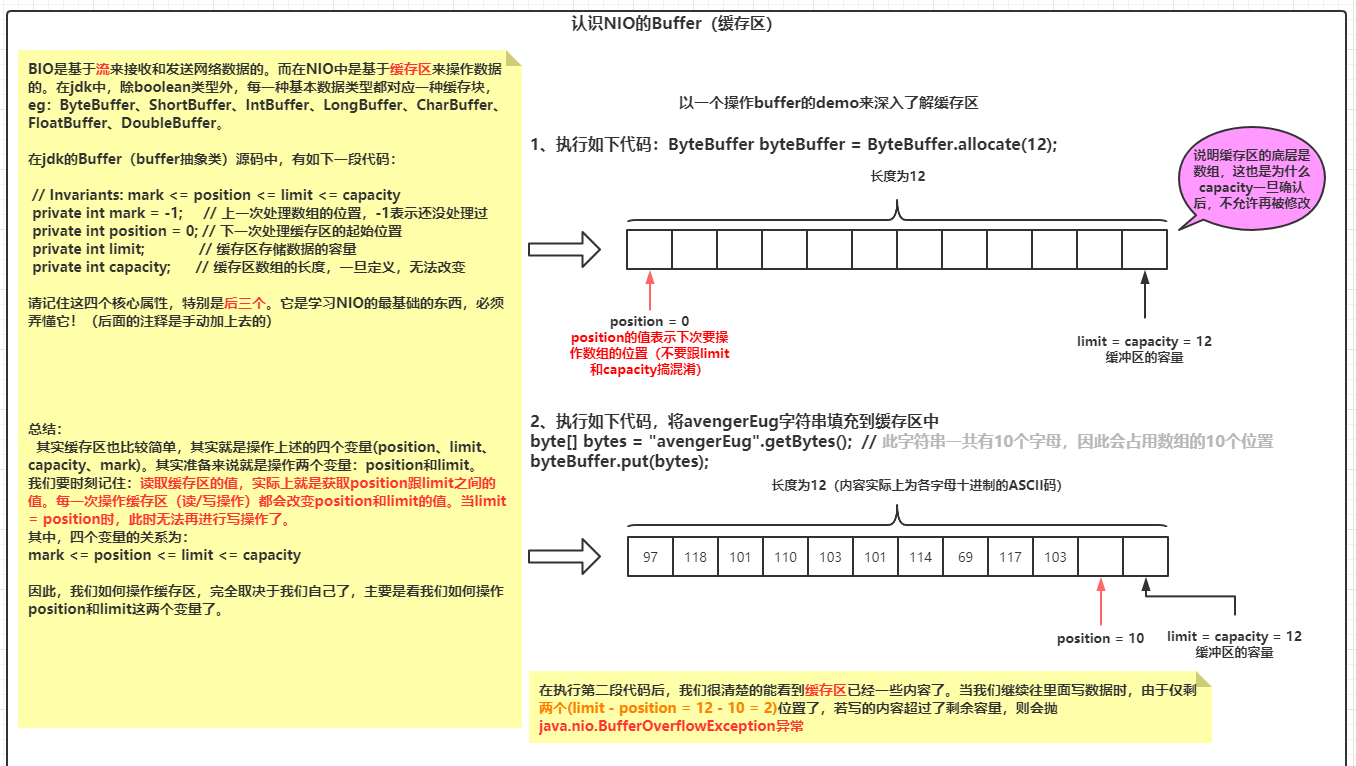 认识NIO的Buffer（缓存区）
BIO是基于流来接收和发送网络数据的。而在NIO中是基于缓存区来操作数据
的。在jdk中，除boolean类型外，每一种基本数据类型都对应一种缓存块，
eg：ByteBuffer、ShortBuffer、IntBuffer、LongBuffer、CharBuffer、
FloatBuffer、DoubleBuffer。
在jdk的Buffer（buffer抽象类）源码中，有如下一段代码：
// Invariants: mark <= position <= limit <= capacity
private int mark = -1; // 上一次处理数组的位置，-1表示还没处理过
private int position = 0; // 下一次处理缓存区的起始位置
private int limit; // 缓存区存储数据的容量
private int capacity; // 缓存区数组的长度，一旦定义，无法改变
请记住这四个核心属性，特别是后三个。它是学习NIO的最基础的东西，必须
弄懂它！（后面的注释是手动加上去的）
总结：
其实缓存区也比较简单，其实就是操作上述的四个变量(position、limit、
capacity、mark)。其实准备来说就是操作两个变量：position和limit。
我们要时刻记住：读取缓存区的值，实际上就是获取position跟limit之间的
值。每一次操作缓存区（读/写操作）都会改变position和limit的值。当limit
= position时，此时无法再进行写操作了。
其中，四个变量的关系为：
mark <= position <= limit <= capacity
因此，我们如何操作缓存区，完全取决于我们自己了，主要是看我们如何操作
position和limit这两个变量了。
以一个操作buffer的demo来深入了解缓存区
1、执行如下代码：ByteBuffer byteBuffer = ByteBuffer.allocate(12);
长度为12
说明缓存区的底层是
数组，这也是为什么
capacity一旦确认
后，不允许再被修改
position = 0
position的值表示下次要操
作数组的位置（不要跟limit
和capacity搞混淆）
limit = capacity = 12
缓冲区的容量
2、执行如下代码，将avengerEug字符串填充到缓存区中
byte[] bytes = "avengerEug".getBytes(); // 此字符串一共有10个字母，因此会占用数组的10个位置
byteBuffer.put(bytes);
长度为12（内容实际上为各字母十进制的ASCII码）
97 118 101 110 103 101 114 69 117 103
position = 10
limit = capacity = 12
缓冲区的容量
在执行第二段代码后，我们很清楚的能看到缓存区已经一些内容了。当我们继续往里面写数据时，由于仅剩
两个(limit - position = 12 - 10 = 2)位置了，若写的内容超过了剩余容量，则会抛
java.nio.BufferOverflowException异常